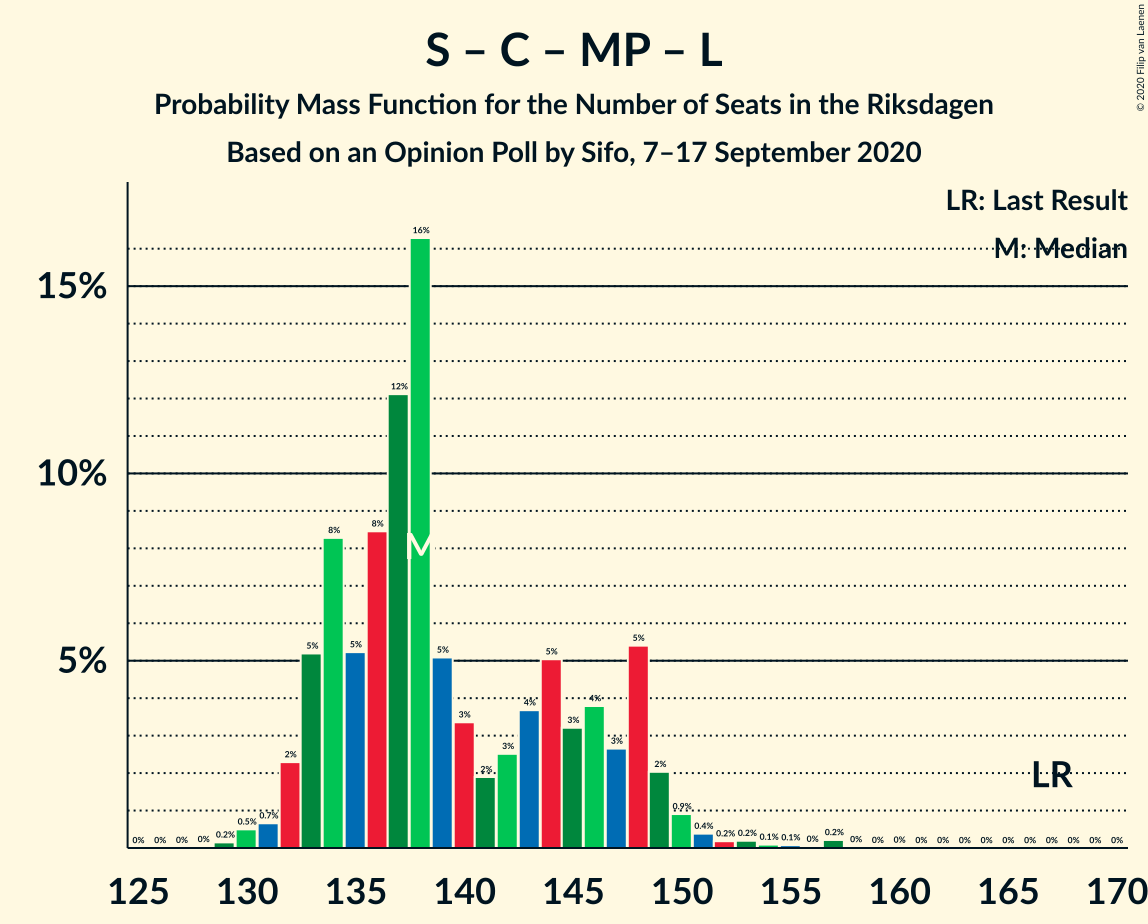 © 2020 Filip van Laenen
S – C – MP – L
Probability Mass Function for the Number of Seats in the Riksdagen
Based on an Opinion Poll by Sifo, 7–17 September 2020
LR: Last Result
M: Median
15%
10%
5%
0% 0% 0% 0% 0.2% 0.5% 0.7% 2% 5% 8% 5% 8% 12% 16% 5% 3% 2% 3% 4% 5% 3% 4% 3% 5% 2% 0.9% 0.4% 0.2% 0.2% 0.1% 0.1% 0% 0.2% 0% 0% 0% 0% 0% 0% 0% 0% 0% 0% 0% 0% 0%
M
LR
125 130 135 140 145 150 155 160 165 170